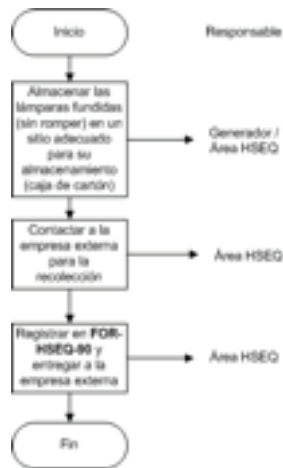 Inicio
Responsable
Almacenar las
lámparas fundidas
(sin romper) en un
sitio adecuado
para su
almacenamiento
(caja de cartón)
Generador /
Área HSEQ
Contactar a la
empresa externa
para la
recolección
Área HSEQ
Registrar en FOR-
HSEQ-90 y
entregar a la
empresa externa
Área HSEQ
Fin